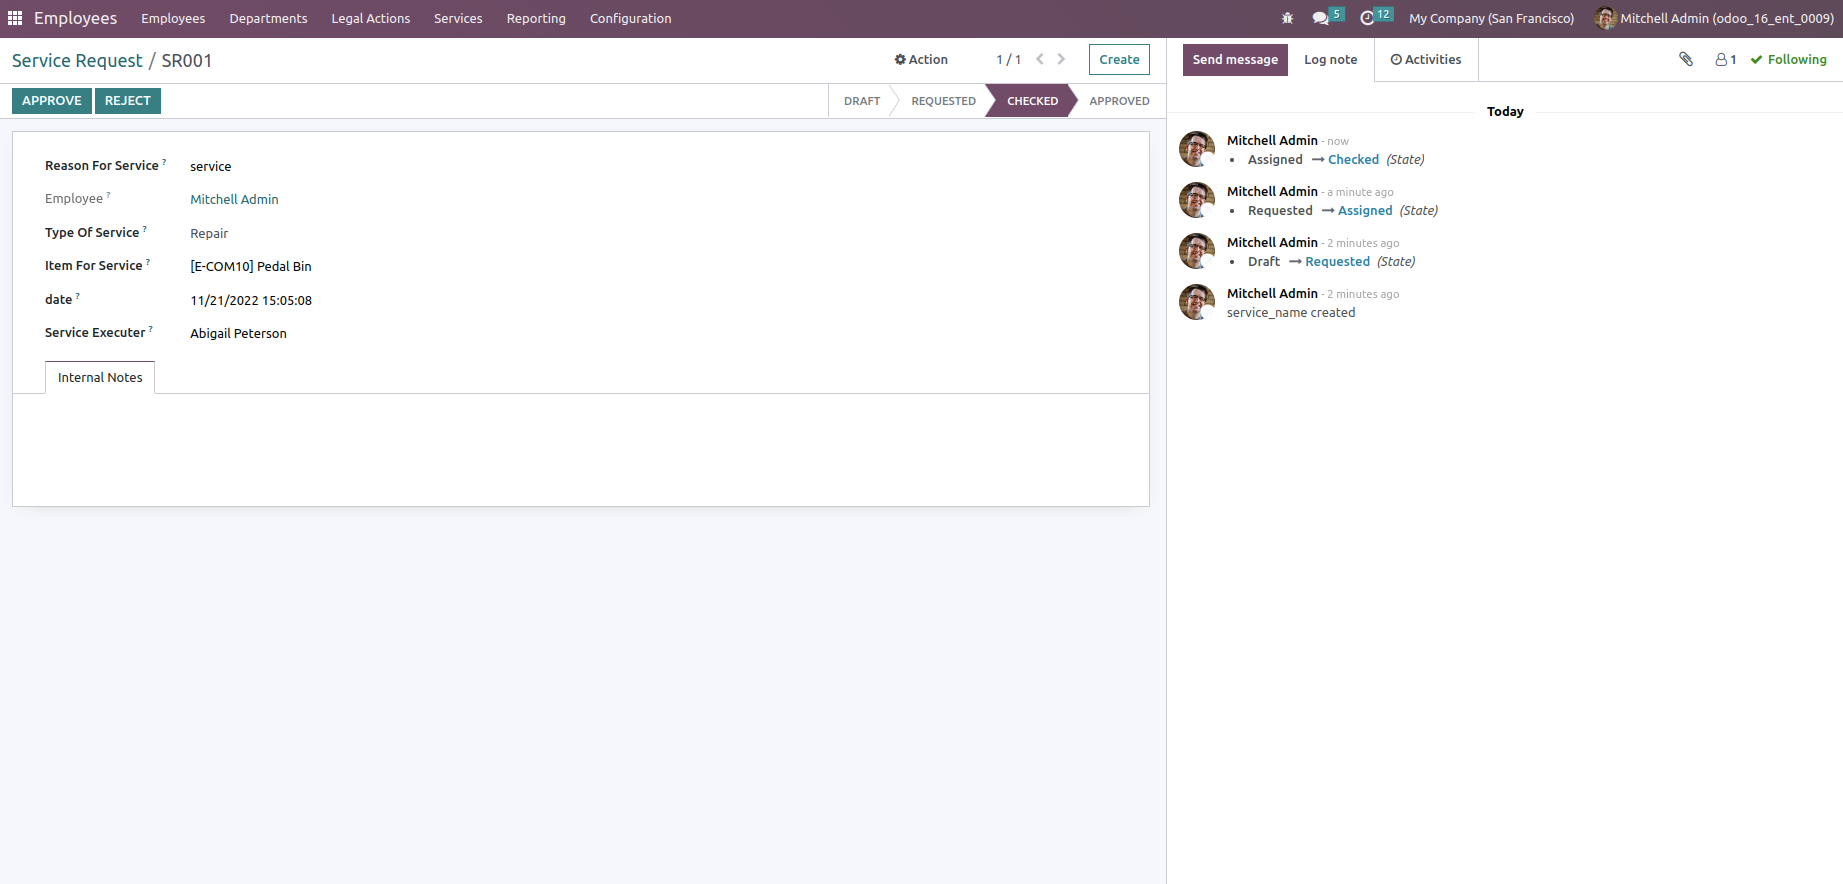 Employees Employees Departments Legal Actions Services Reporting Configuration 5 12 My Company (San Francisco) Mitchell Admin (odoo_16_ent_0009)
Service Request / SR001 Action 1 / 1 Create
APPROVE REJECT DRAFT REQUESTED CHECKED APPROVED
Reason For Service ? service
Employee ? Mitchell Admin
Type Of Service ? Repair
Item For Service ? [E-COM10] Pedal Bin
date ? 11/21/2022 15:05:08
Service Executer ? Abigail Peterson
Internal Notes
Send message Log note Activities 1 Following
Today
Mitchell Admin - now
• Assigned → Checked (State)
Mitchell Admin - a minute ago
• Requested → Assigned (State)
Mitchell Admin - 2 minutes ago
• Draft → Requested (State)
Mitchell Admin - 2 minutes ago
service_name created